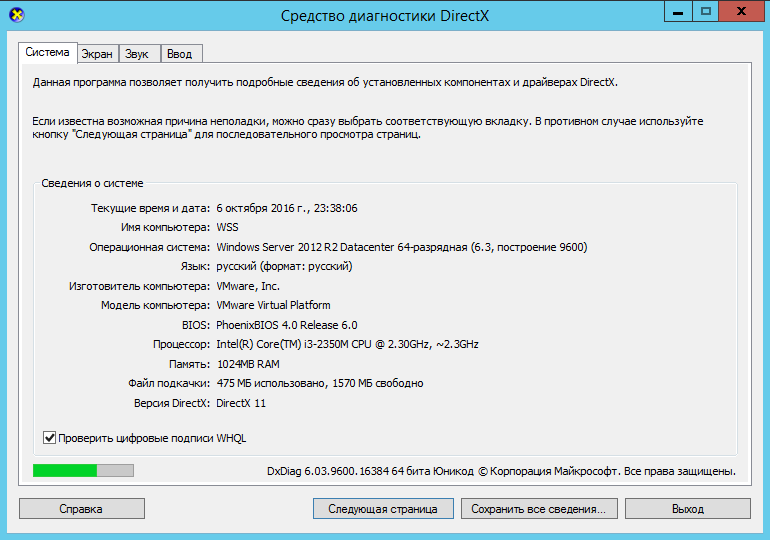 Средство диагностики DirectX
Система Экран Звук Ввод
Данная программа позволяет получить подробные сведения об установленных компонентах и драйверах DirectX.
Если известна возможная причина неполадки, можно сразу выбрать соответствующую вкладку. В противном случае используйте
кнопку "Следующая страница" для последовательного просмотра страниц.
Сведения о системе
Текущие время и дата: 6 октября 2016 г., 23:38:06
Имя компьютера: WSS
Операционная система: Windows Server 2012 R2 Datacenter 64-разрядная (6.3, построение 9600)
Язык: русский (формат: русский)
Изготовитель компьютера: VMware, Inc.
Модель компьютера: VMware Virtual Platform
BIOS: PhoenixBIOS 4.0 Release 6.0
Процессор: Intel(R) Core(TM) i3-2350M CPU @ 2.30GHz, ~2.3GHz
Память: 1024MB RAM
Файл подкачки: 475 МБ использовано, 1570 МБ свободно
Версия DirectX: DirectX 11
Проверить цифровые подписи WHQL
DxDiag 6.03.9600.16384 64 бита Юникод © Корпорация Майкрософт. Все права защищены.
Справка Следующая страница Сохранить все сведения... Выход